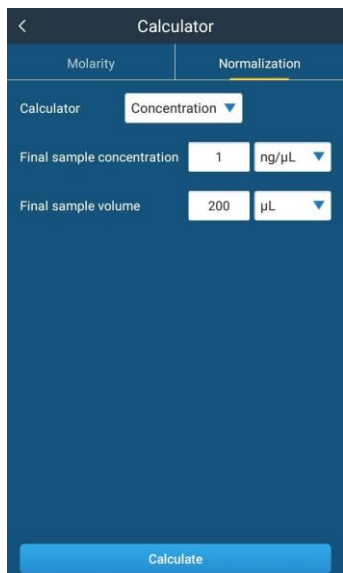 Calculator
Molarity Normalization
Calculator Concentration
Final sample concentration 1 ng/µL
Final sample volume 200 µL
Calculate